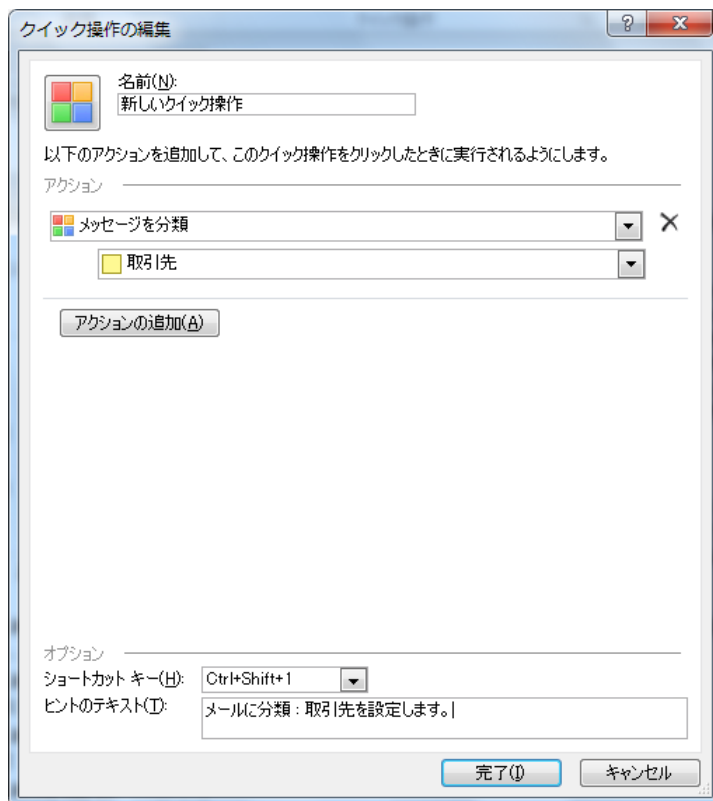 クイック操作の編集
名前(N):
新しいクイック操作
以下のアクションを追加して、このクイック操作をクリックしたときに実行されるようにします。
アクション
メッセージを分類
取引先
アクションの追加(A)
オプション
ショートカット キー(H): Ctrl+Shift+1
ヒントのテキスト(T): メールに分類：取引先を設定します。
完了(I) キャンセル